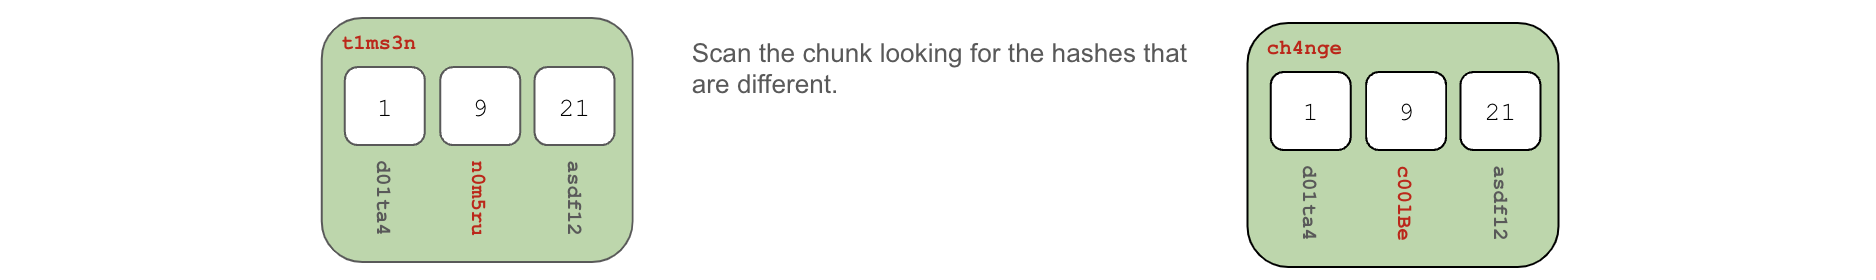 t1ms3n
1 9 21
d01ta4
n0m5ru
asdf12
Scan the chunk looking for the hashes that
are different.
ch4nge
1 9 21
d01ta4
c00lBe
asdf12